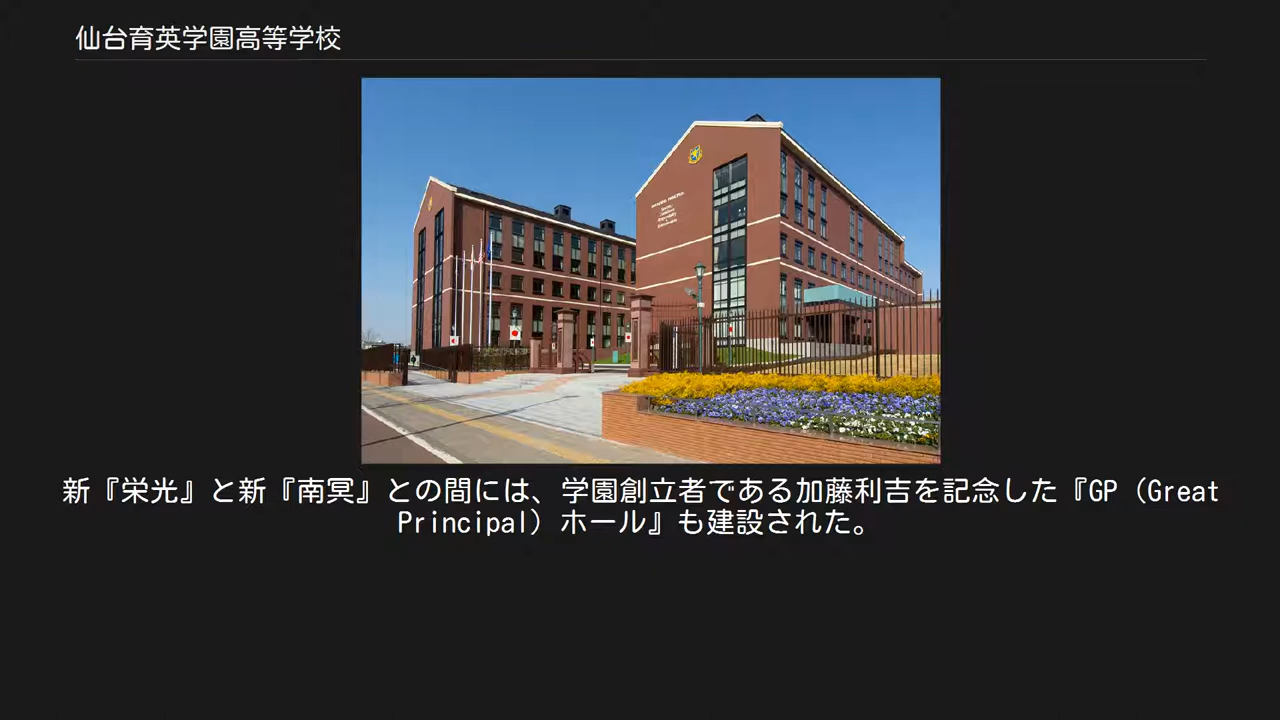 仙台育英学園高等学校
新『栄光』と新『南冥』との間には、学園創立者である加藤利吉を記念した『GP（Great
Principal）ホール』も建設された。